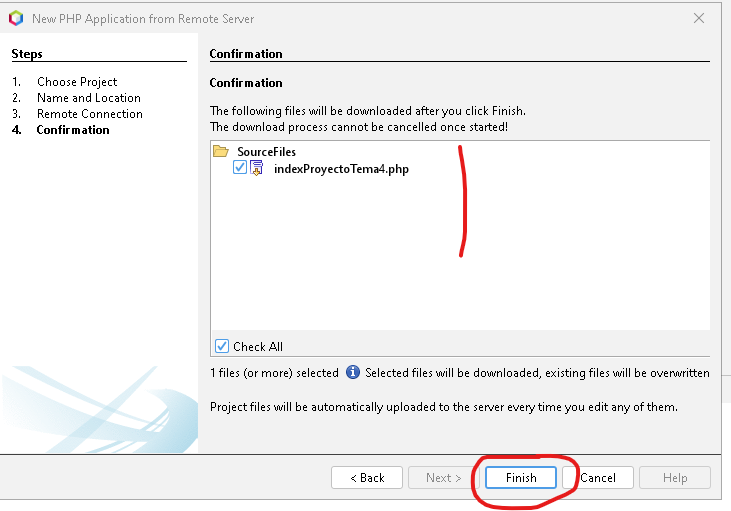 New PHP Application from Remote Server
Steps
1. Choose Project
2. Name and Location
3. Remote Connection
4. Confirmation
Confirmation
Confirmation
The following files will be downloaded after you click Finish.
The download process cannot be cancelled once started!
SourceFiles
indexProyectoTema4.php
Check All
1 files (or more) selected Selected files will be downloaded, existing files will be overwritten
Project files will be automatically uploaded to the server every time you edit any of them.
< Back Next > Finish Cancel Help